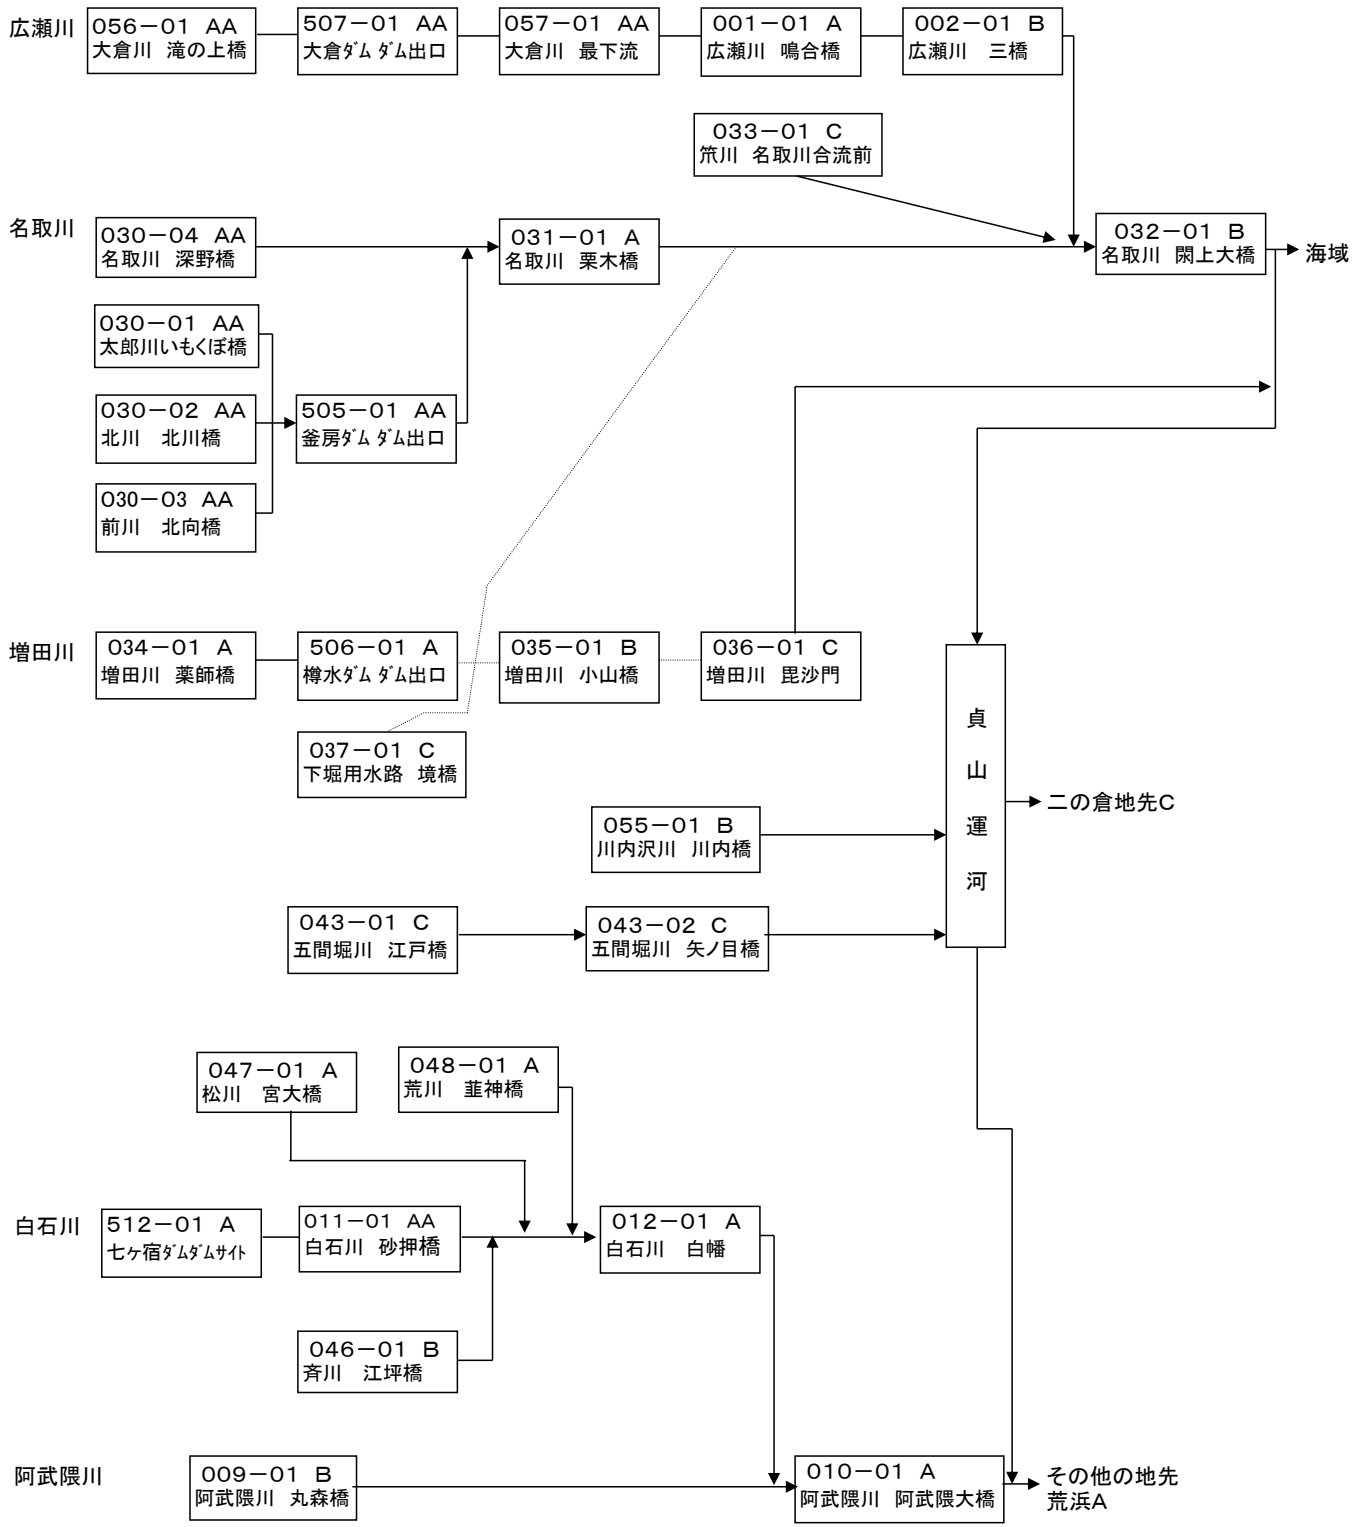 広瀬川
056－01 AA
大倉川 滝の上橋
507－01 AA
大倉ﾀﾞﾑ ﾀﾞﾑ出口
057－01 AA
大倉川 最下流
001－01 A
広瀬川 鳴合橋
002－01 B
広瀬川 三橋
033－01 C
笊川 名取川合流前
名取川
030－04 AA
名取川 深野橋
031－01 A
名取川 栗木橋
032－01 B
名取川 閖上大橋
海域
030－01 AA
太郎川いもくぼ橋
030－02 AA
北川 北川橋
505－01 AA
釜房ﾀﾞﾑ ﾀﾞﾑ出口
030－03 AA
前川 北向橋
増田川
034－01 A
増田川 薬師橋
506－01 A
樽水ﾀﾞﾑ ﾀﾞﾑ出口
035－01 B
増田川 小山橋
036－01 C
増田川 毘沙門
037－01 C
下堀用水路 境橋
貞
山
運
河
二の倉地先C
055－01 B
川内沢川 川内橋
043－01 C
五間堀川 江戸橋
043－02 C
五間堀川 矢ノ目橋
047－01 A
松川 宮大橋
048－01 A
荒川 韮神橋
白石川
512－01 A
七ヶ宿ﾀﾞﾑﾀﾞﾑｻｲﾄ
011－01 AA
白石川 砂押橋
012－01 A
白石川 白幡
046－01 B
斉川 江坪橋
阿武隈川
009－01 B
阿武隈川 丸森橋
010－01 A
阿武隈川 阿武隈大橋
その他の地先
荒浜A